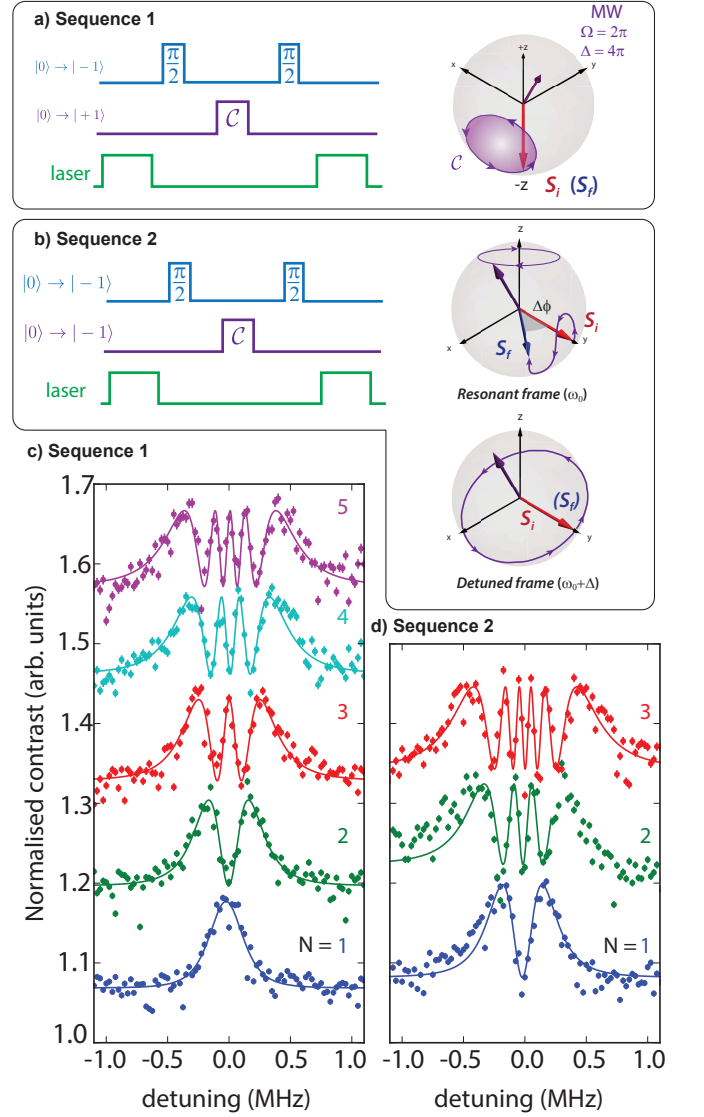 a) Sequence 1
|0⟩ → | − 1⟩
π/2
π/2
|0⟩ → | + 1⟩
C
laser
MW
Ω = 2π
Δ = 4π
+z
x
y
C
-z
S_i (S_f)
b) Sequence 2
|0⟩ → | − 1⟩
π/2
π/2
|0⟩ → | − 1⟩
C
laser
z
Δϕ
S_i
S_f
x
y
Resonant frame (ω₀)
z
(S_f)
S_i
x
y
Detuned frame (ω₀+Δ)
c) Sequence 1
Normalised contrast (arb. units)
1.7
1.6
1.5
1.4
1.3
1.2
1.1
1.0
5
4
3
2
N = 1
-1.0 -0.5 0.0 0.5 1.0
detuning (MHz)
d) Sequence 2
3
2
N = 1
-1.0 -0.5 0.0 0.5 1.0
detuning (MHz)